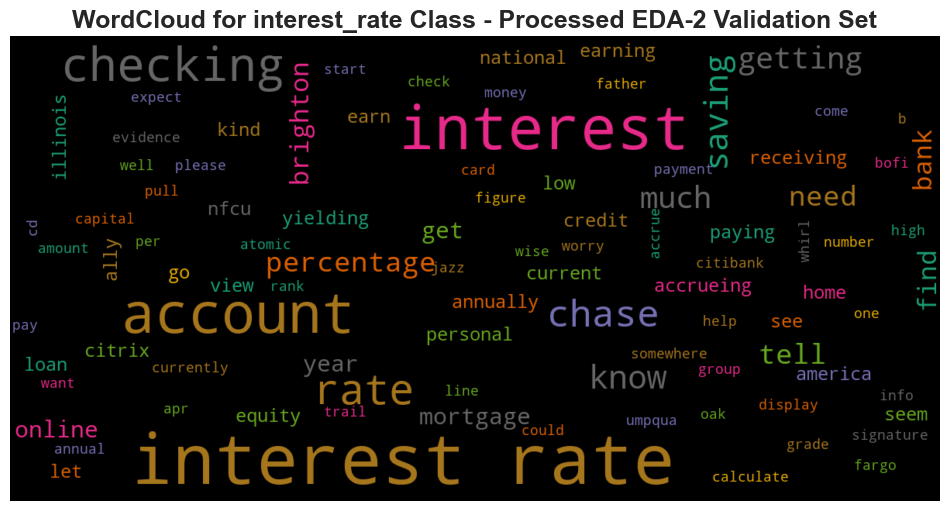 WordCloud for interest_rate Class - Processed EDA-2 Validation Set
checking
national
earning
getting
start
check
money
father
expect
brighton
saving
illinois
earn
interest
come
b
evidence
kind
well
please
card
payment
receiving
bofi
bank
pull
low
figure
much
need
nfcu
capital
yielding
get
credit
accrue
paying
whirl
high
cd
amount
per
atomic
wise
worry
number
ally
go
percentage
jazz
current
citibank
find
view
rank
accrueing
home
account
annually
chase
one
pay
personal
help
see
citrix
somewhere
tell
loan
currently
year
know
group
america
want
rate
line
info
apr
equity
trail
mortgage
umpqua
oak
display
seem
online
could
signature
annual
interest rate
grade
let
calculate
fargo